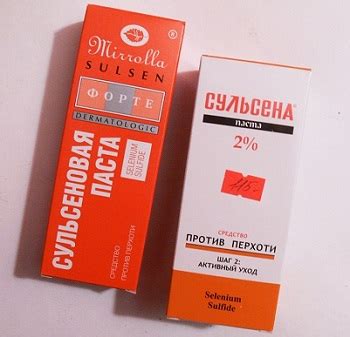 Mirrolla ®
SULSEN
ФОРТЕ
DERMATOLOGIC
СУЛЬСЕНОВАЯ
ПАСТА
SELENIUM
SULFIDE
СРЕДСТВО ПРОТИВ ПЕРХОТИ
СУЛЬСЕНА®
паста
2%
115-
СРЕДСТВО
ПРОТИВ ПЕРХОТИ
ШАГ 2:
АКТИВНЫЙ УХОД
Selenium
Sulfide